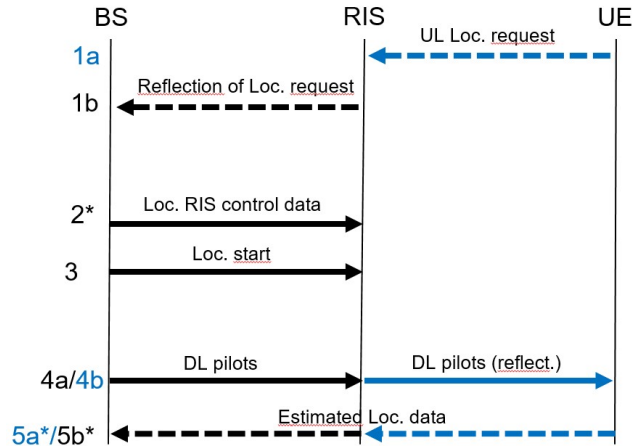 BS RIS UE
1a UL Loc. request
1b Reflection of Loc. request
2* Loc. RIS control data
3 Loc. start
4a/4b DL pilots DL pilots (reflect.)
5a*/5b* Estimated Loc. data